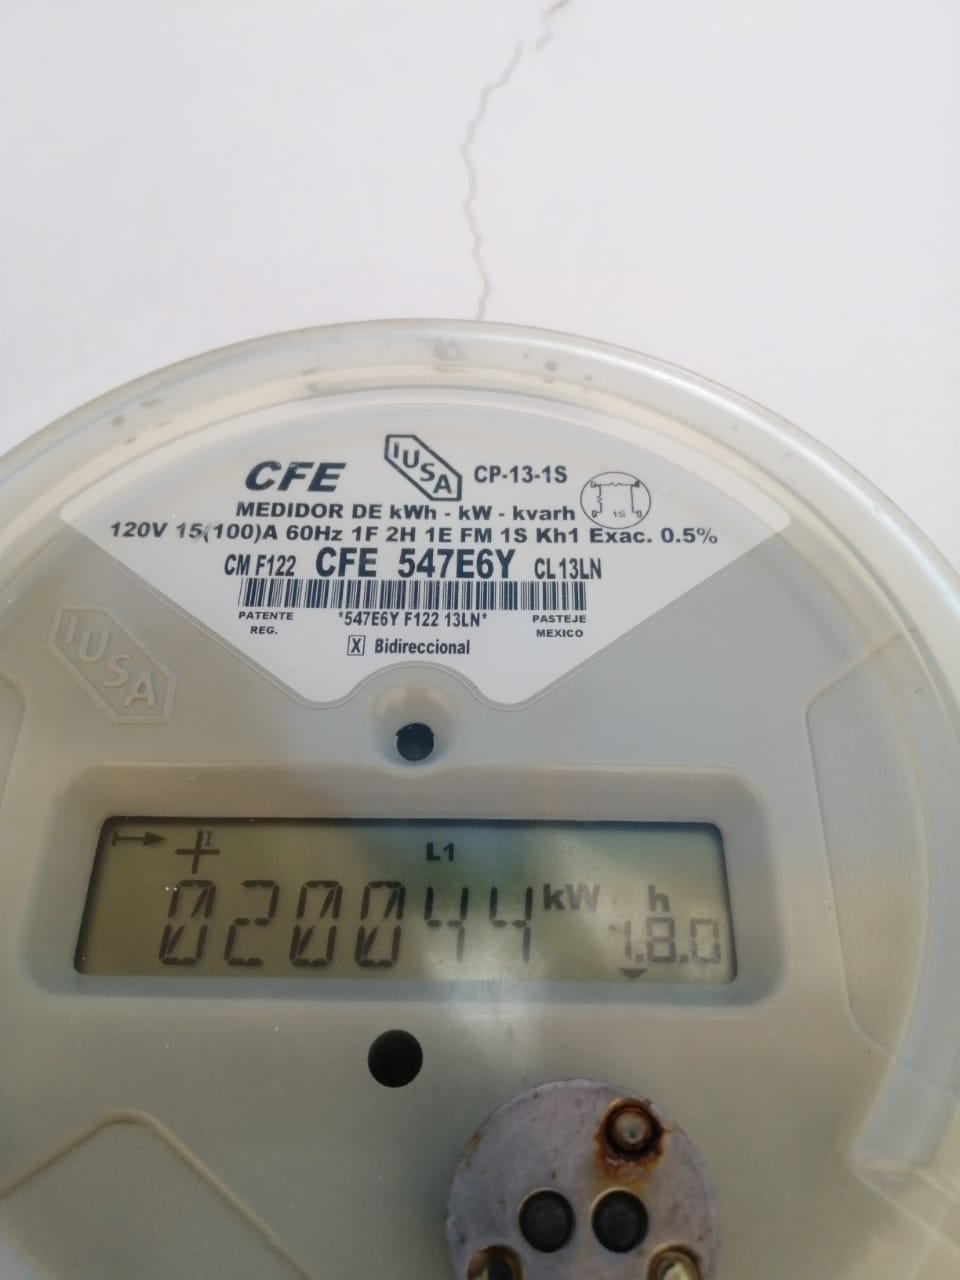 CFE IUSA CP-13-1S
1S
MEDIDOR DE kWh - kW - kvarh
120V 15(100)A 60Hz 1F 2H 1E FM 1S Kh1 Exac. 0.5%
CM F122 CFE 547E6Y CL 13LN
PATENTE REG. *547E6Y F122 13LN* PASTEJE MEXICO
X Bidireccional
IUSA
+I L1
020044 kW h 1.8.0